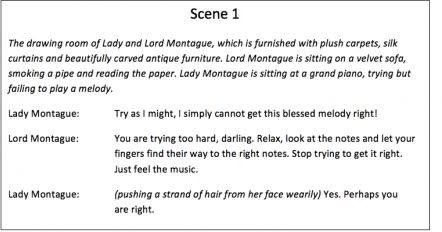 Scene 1
The drawing room of Lady and Lord Montague, which is furnished with plush carpets, silk
curtains and beautifully carved antique furniture. Lord Montague is sitting on a velvet sofa,
smoking a pipe and reading the paper. Lady Montague is sitting at a grand piano, trying but
failing to play a melody.
Lady Montague: Try as I might, I simply cannot get this blessed melody right!
Lord Montague: You are trying too hard, darling. Relax, look at the notes and let your
fingers find their way to the right notes. Stop trying to get it right.
Just feel the music.
Lady Montague: (pushing a strand of hair from her face wearily) Yes. Perhaps you
are right.